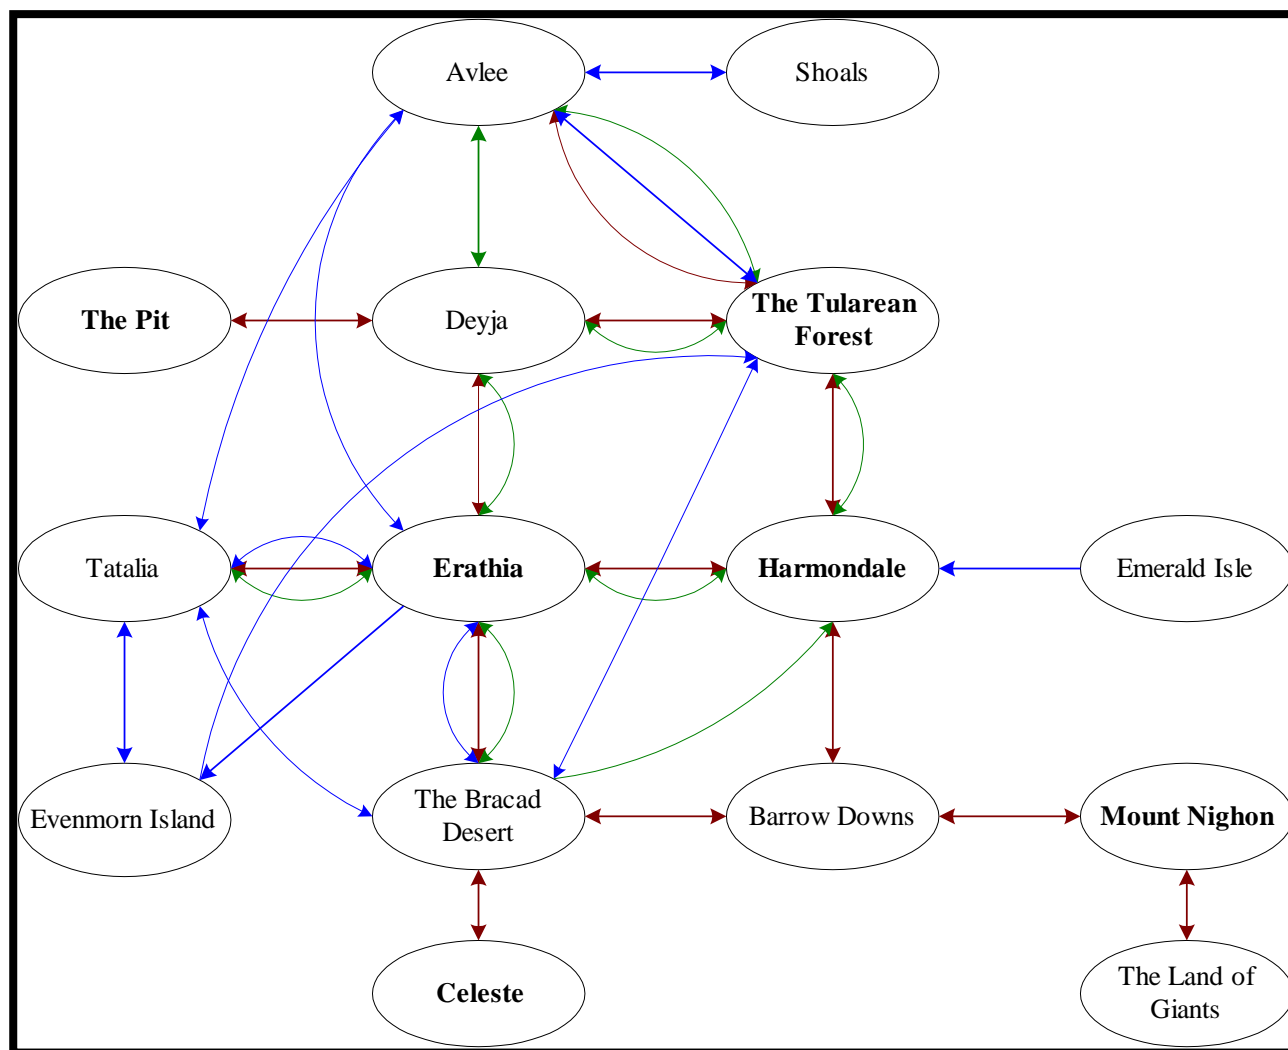 Avlee
Shoals
The Pit
Deyja
The Tularean
Forest
Tatalia
Erathia
Harmondale
Emerald Isle
Evenmorn Island
The Bracad
Desert
Barrow Downs
Mount Nighon
Celeste
The Land of
Giants